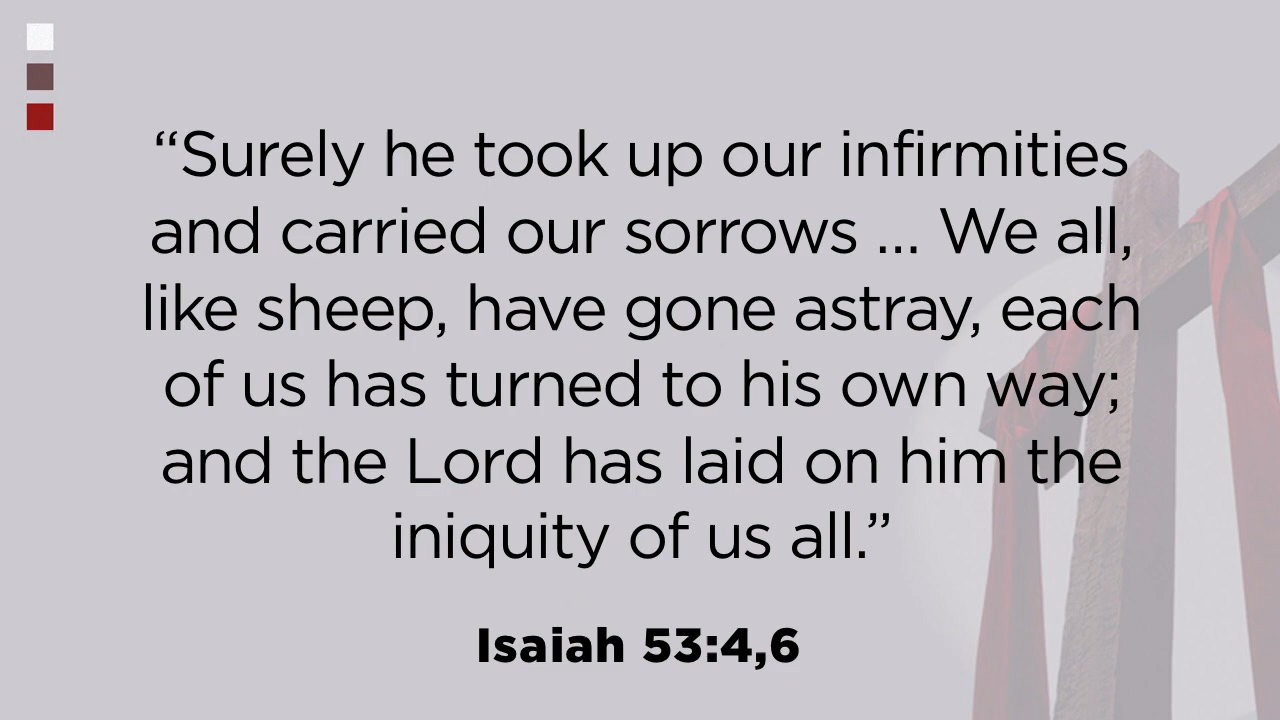 “Surely he took up our infirmities
and carried our sorrows ... We all,
like sheep, have gone astray, each
of us has turned to his own way;
and the Lord has laid on him the
iniquity of us all.”
Isaiah 53:4,6